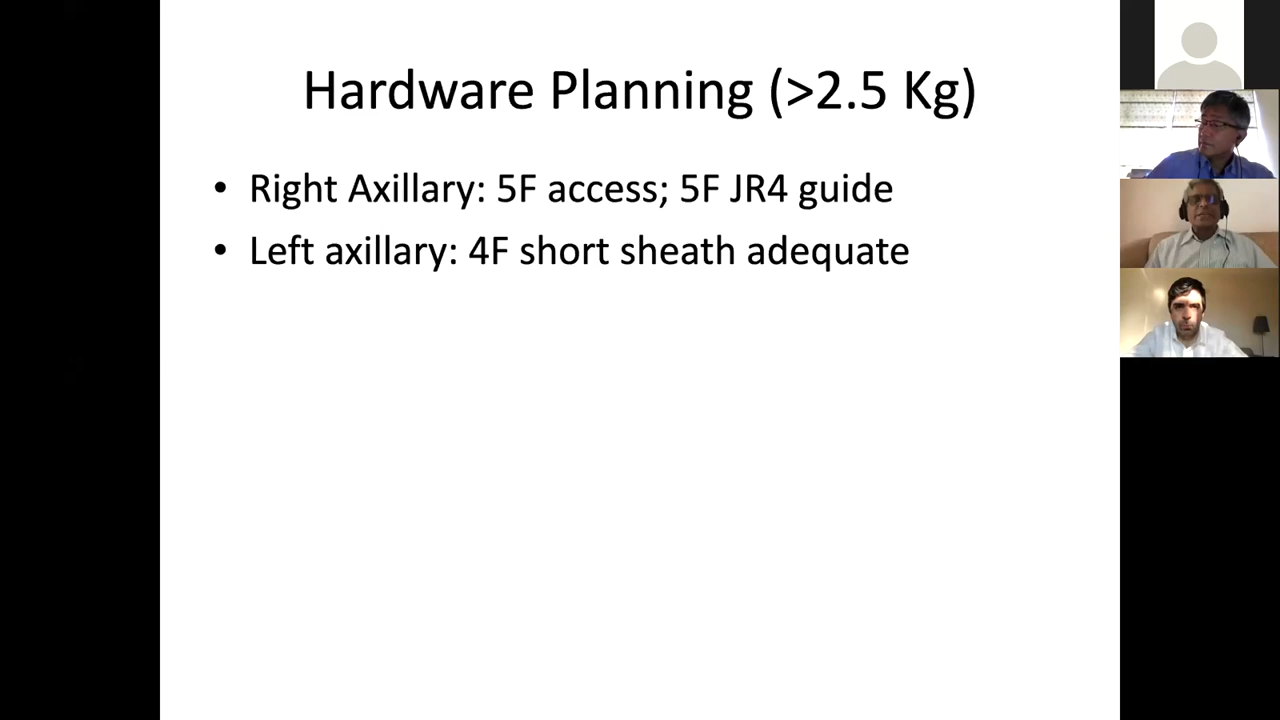 Hardware Planning (>2.5 Kg)
• Right Axillary: 5F access; 5F JR4 guide
• Left axillary: 4F short sheath adequate